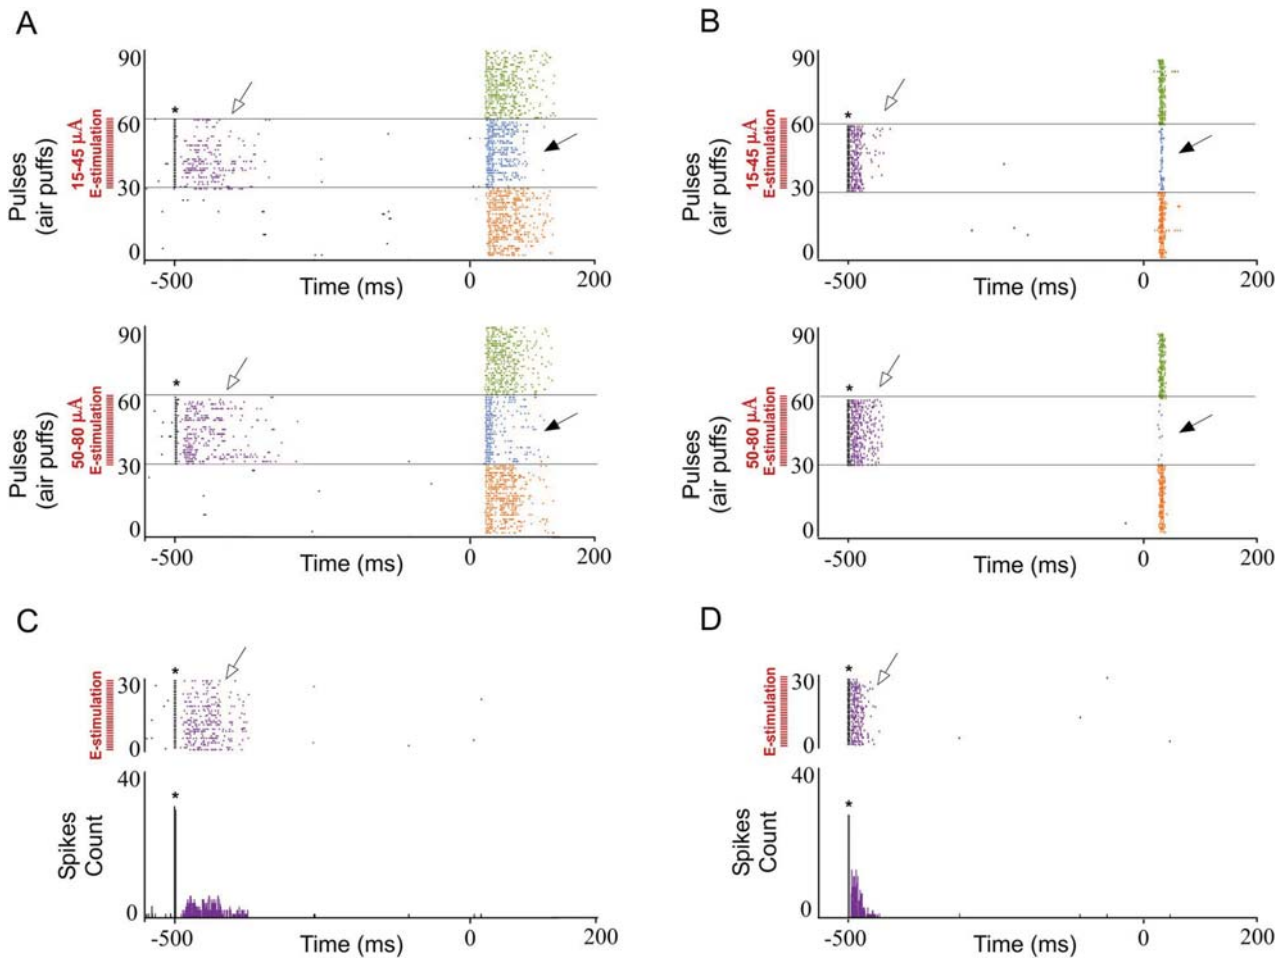 A
90
60
30
0
Pulses
(air puffs)
15-45 µA
E-stimulation
*
-500
Time (ms)
0
200
B
90
60
30
0
Pulses
(air puffs)
15-45 µA
E-stimulation
*
-500
Time (ms)
0
200
90
60
30
0
Pulses
(air puffs)
50-80 µA
E-stimulation
*
-500
Time (ms)
0
200
90
60
30
0
Pulses
(air puffs)
50-80 µA
E-stimulation
*
-500
Time (ms)
0
200
C
E-stimulation
30
0
*
Spikes
Count
40
0
*
-500
Time (ms)
0
200
D
E-stimulation
30
0
*
Spikes
Count
40
0
*
-500
Time (ms)
0
200